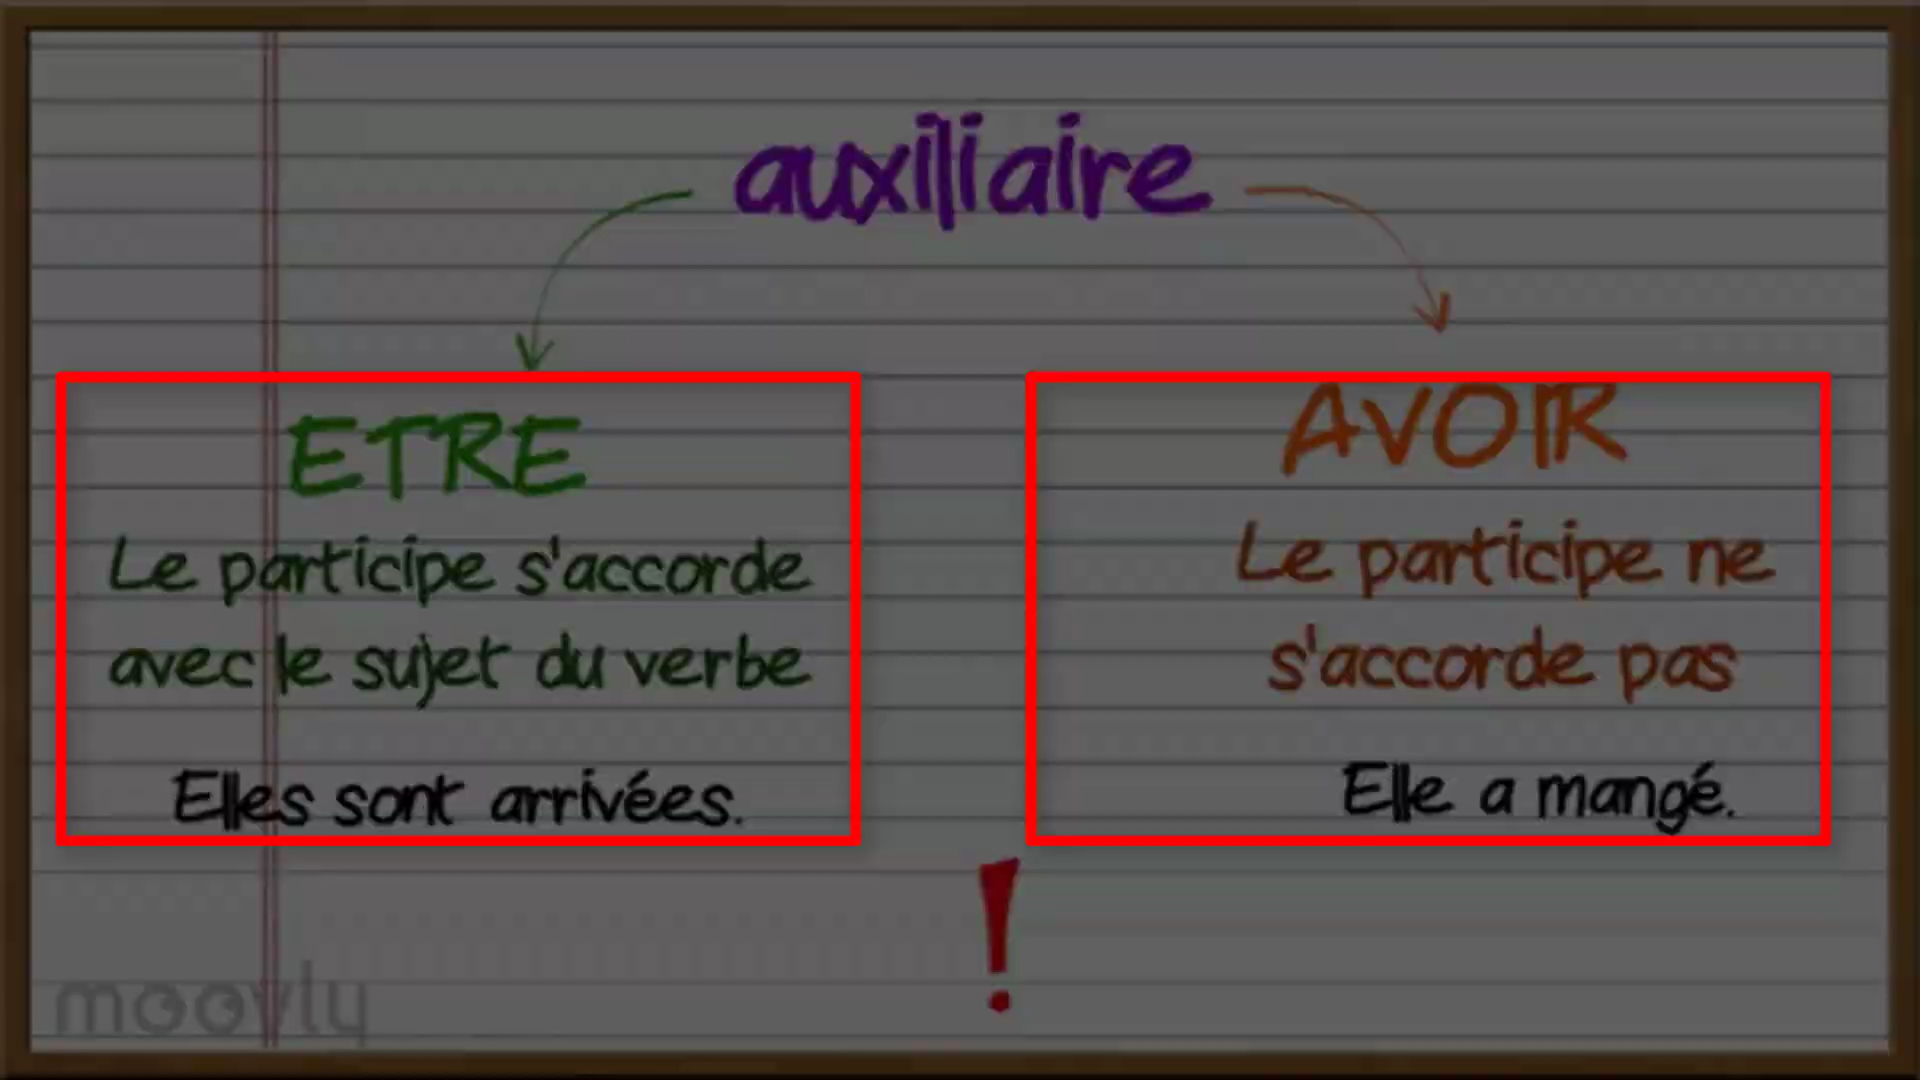 auxiliaire
ETRE
Le participe s'accorde
avec le sujet du verbe
Elles sont arrivées.
AVOIR
Le participe ne
s'accorde pas
Elle a mangé.
!
moovly